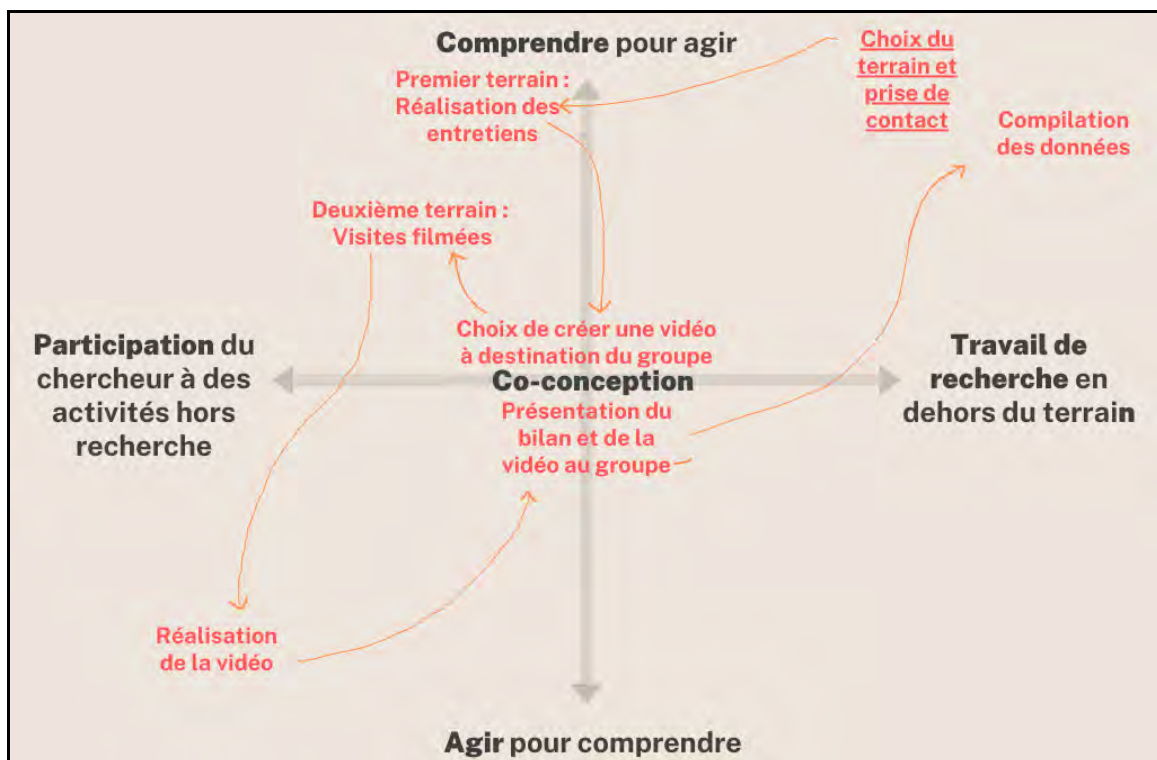 Comprendre pour agir
Choix du
terrain et
prise de
contact
Premier terrain :
Réalisation des
entretiens
Compilation
des données
Deuxième terrain :
Visites filmées
Choix de créer une vidéo
à destination du groupe
Participation du
chercheur à des
activités hors
recherche
Co-conception
Travail de
recherche en
dehors du terrain
Présentation du
bilan et de la
vidéo au groupe
Réalisation
de la vidéo
Agir pour comprendre